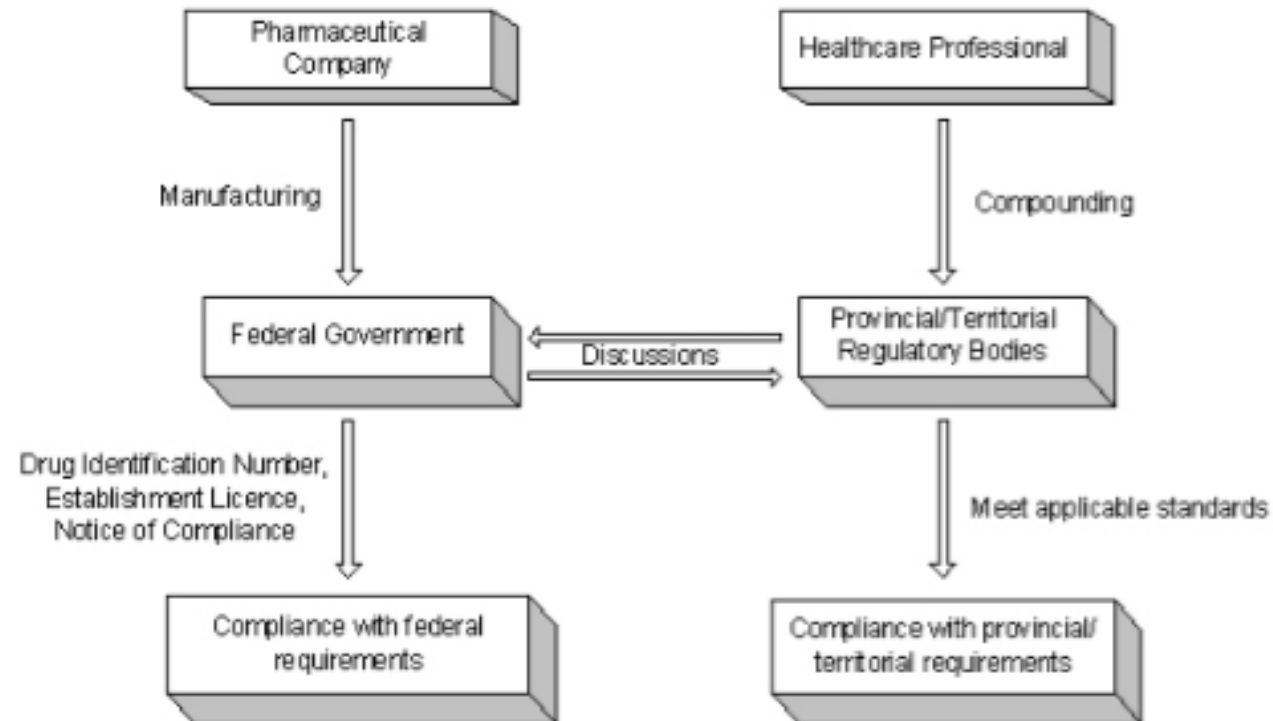 Pharmaceutical
Company
Healthcare Professional
Manufacturing
Compounding
Federal Government
Discussions
Provincial/Territorial
Regulatory Bodies
Drug Identification Number,
Establishment Licence,
Notice of Compliance
Meet applicable standards
Compliance with federal
requirements
Compliance with provincial/
territorial requirements